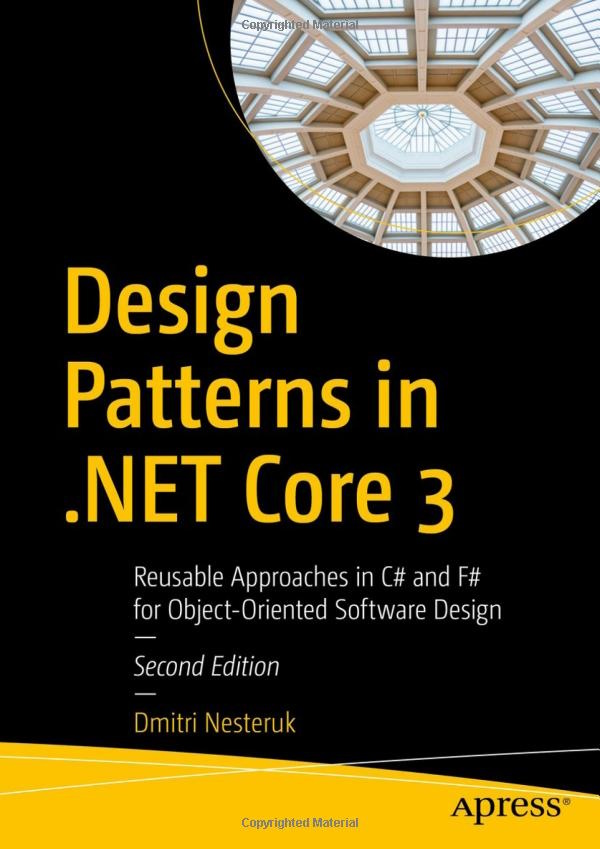 Copyrighted Material
Design
Patterns in
.NET Core 3
Reusable Approaches in C# and F#
for Object-Oriented Software Design
—
Second Edition
—
Dmitri Nesteruk
Apress®
Copyrighted Material